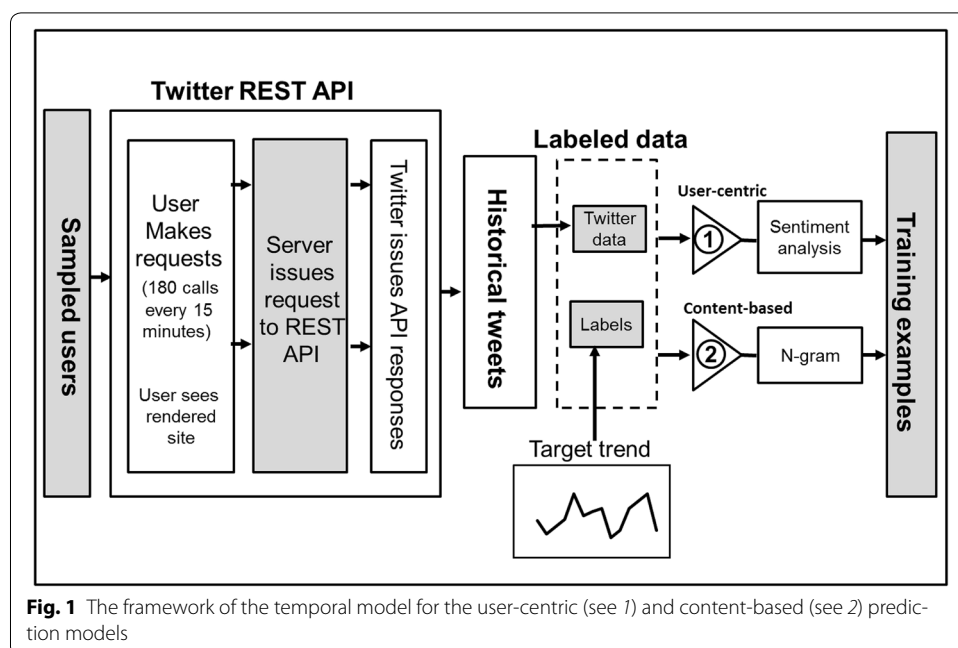 Twitter REST API
Sampled users
User
Makes
requests
(180 calls
every 15
minutes)
User sees
rendered
site
Server
issues
request
to REST
API
Twitter issues API responses
Historical tweets
Labeled data
Twitter
data
Labels
Target trend
User-centric
1
Sentiment
analysis
Content-based
2
N-gram
Training examples
Fig. 1 The framework of the temporal model for the user-centric (see 1) and content-based (see 2) predic-
tion models